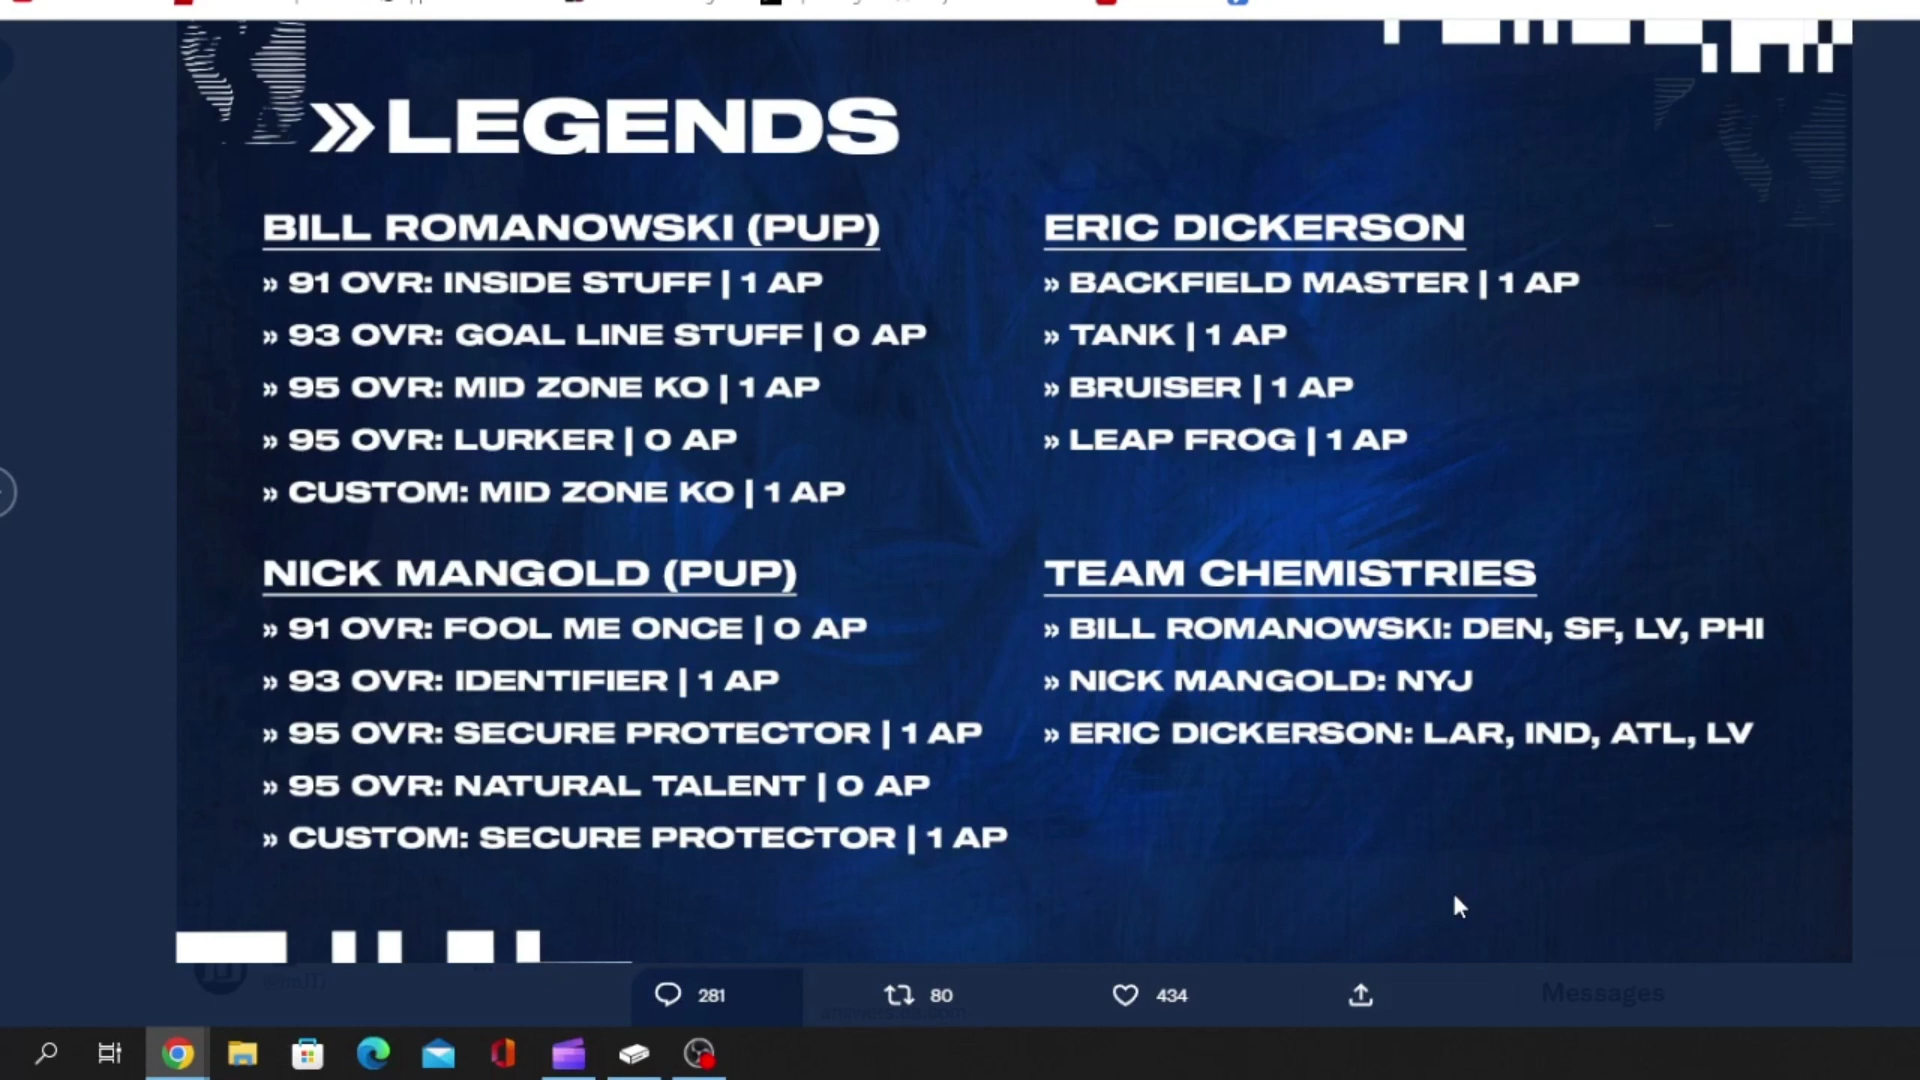 »LEGENDS
BILL ROMANOWSKI (PUP)
» 91 OVR: INSIDE STUFF | 1 AP
» 93 OVR: GOAL LINE STUFF | 0 AP
» 95 OVR: MID ZONE KO | 1 AP
» 95 OVR: LURKER | 0 AP
» CUSTOM: MID ZONE KO | 1 AP
NICK MANGOLD (PUP)
» 91 OVR: FOOL ME ONCE | 0 AP
» 93 OVR: IDENTIFIER | 1 AP
» 95 OVR: SECURE PROTECTOR | 1 AP
» 95 OVR: NATURAL TALENT | 0 AP
» CUSTOM: SECURE PROTECTOR | 1 AP
ERIC DICKERSON
» BACKFIELD MASTER | 1 AP
» TANK | 1 AP
» BRUISER | 1 AP
» LEAP FROG | 1 AP
TEAM CHEMISTRIES
» BILL ROMANOWSKI: DEN, SF, LV, PHI
» NICK MANGOLD: NYJ
» ERIC DICKERSON: LAR, IND, ATL, LV
281 80 434
Messages